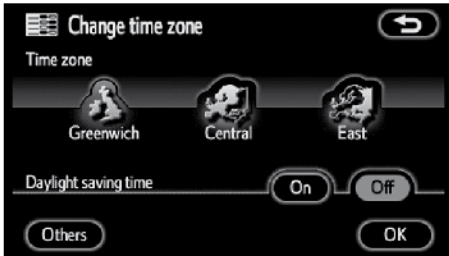 Change time zone
Time zone
Greenwich Central East
Daylight saving time On Off
Others OK